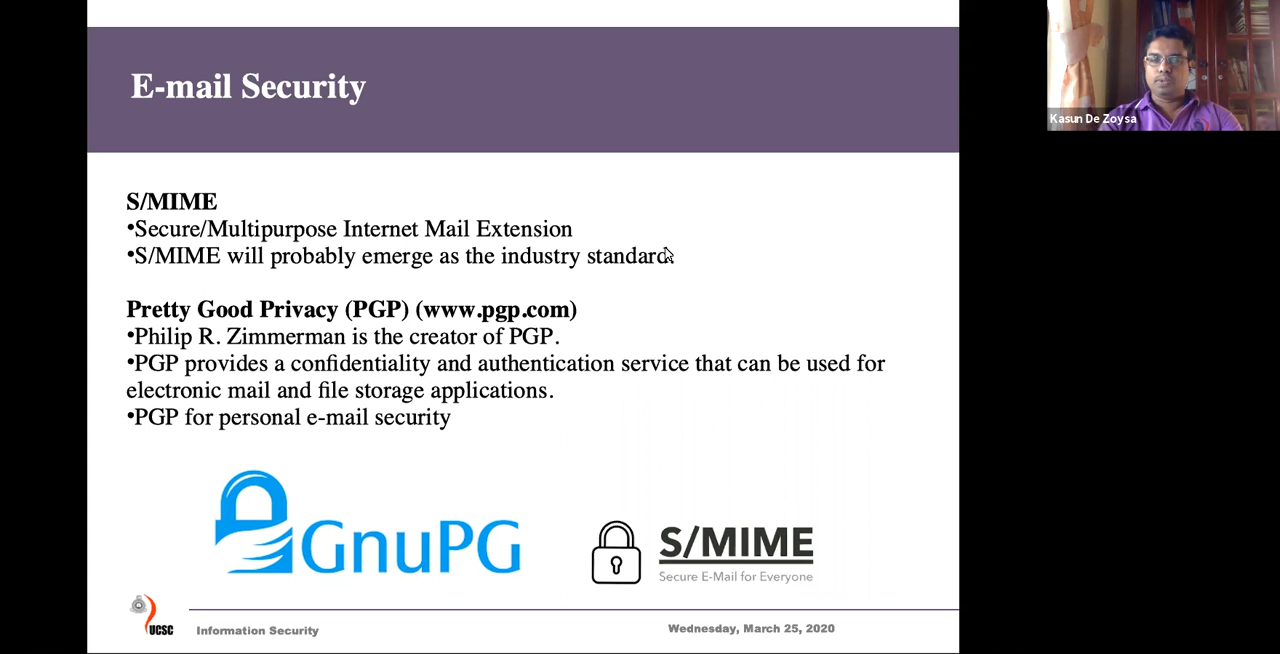 E-mail Security
Kasun De Zoysa
S/MIME
•Secure/Multipurpose Internet Mail Extension
•S/MIME will probably emerge as the industry standard.
Pretty Good Privacy (PGP) (www.pgp.com)
•Philip R. Zimmerman is the creator of PGP.
•PGP provides a confidentiality and authentication service that can be used for
electronic mail and file storage applications.
•PGP for personal e-mail security
GnuPG
S/MIME
Secure E-Mail for Everyone
UCSC
Information Security
Wednesday, March 25, 2020